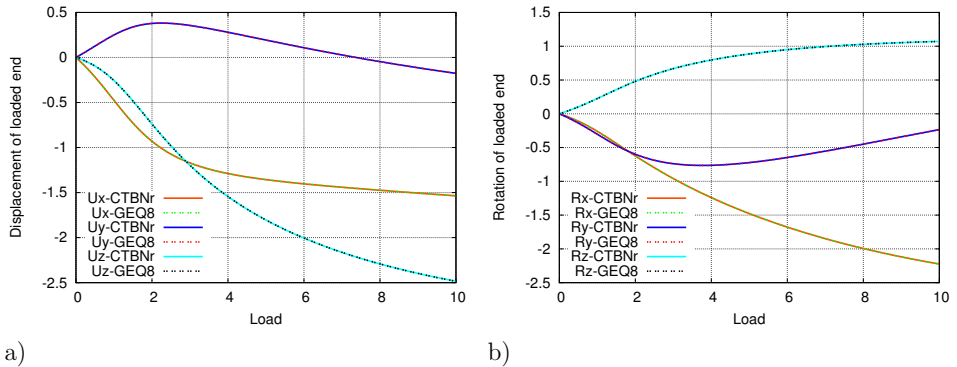 0.5
0
-0.5
-1
-1.5
-2
-2.5
0 2 4 6 8 10
Displacement of loaded end
Load
Ux-CTBNr
Ux-GEQ8
Uy-CTBNr
Uy-GEQ8
Uz-CTBNr
Uz-GEQ8
a)
1.5
1
0.5
0
-0.5
-1
-1.5
-2
-2.5
0 2 4 6 8 10
Rotation of loaded end
Load
Rx-CTBNr
Rx-GEQ8
Ry-CTBNr
Ry-GEQ8
Rz-CTBNr
Rz-GEQ8
b)